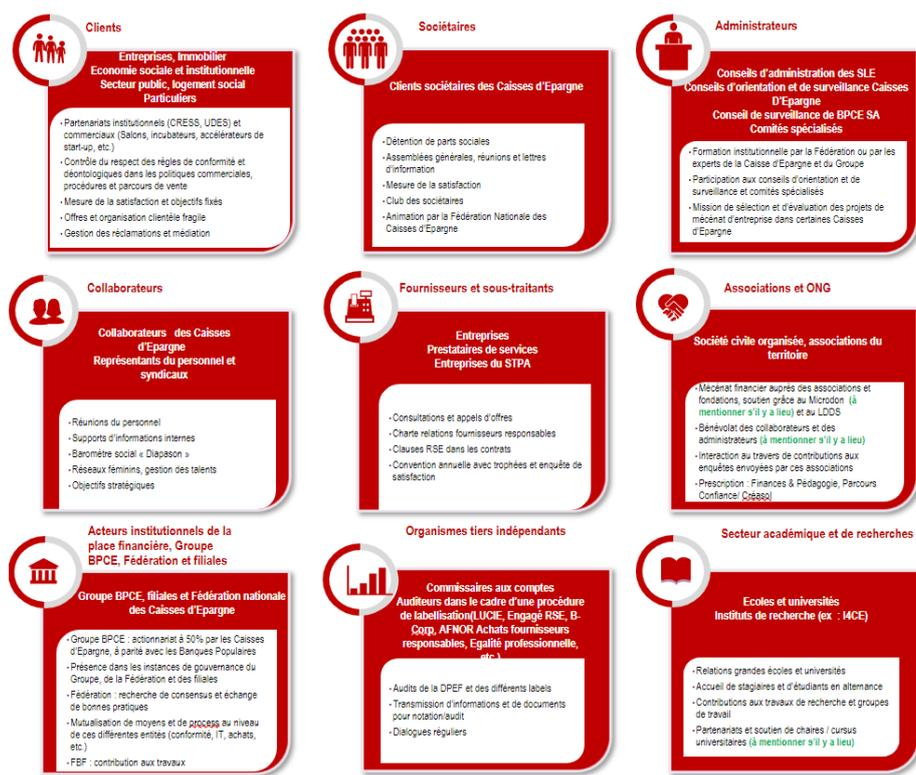 Clients
Entreprises, Immobilier
Economie sociale et institutionnelle
Secteur public, logement social
Particuliers
- Partenariats institutionnels (CRESS, UDES) et
commerciaux (Salons, incubateurs, accélérateurs de
start-up, etc.)
- Contrôle du respect des règles de conformité et
déontologiques dans les politiques commerciales,
procédures et parcours de vente
- Mesure de la satisfaction et objectifs fixés
- Offres et organisation clientèle fragile
- Gestion des réclamations et médiation
Sociétaires
Clients sociétaires des Caisses d'Epargne
- Détention de parts sociales
- Assemblées générales, réunions et lettres
d'information
- Mesure de la satisfaction
- Club des sociétaires
- Animation par la Fédération Nationale des
Caisses d'Epargne
Administrateurs
Conseils d'administration des SLE
Conseils d'orientation et de surveillance Caisses
D'Epargne
Conseil de surveillance de BPCE SA
Comités spécialisés
- Formation institutionnelle par la Fédération ou par les
experts de la Caisse d'Epargne et du Groupe
- Participation aux conseils d'orientation et de
surveillance et comités spécialisés
- Mission de sélection et d'évaluation des projets de
mécénat d'entreprise dans certaines Caisses
d'Epargne
Collaborateurs
Collaborateurs des Caisses
d'Epargne
Représentants du personnel et
syndicaux
- Réunions du personnel
- Supports d'informations internes
- Baromètre social « Diapason »
- Réseaux féminins, gestion des talents
- Objectifs stratégiques
Fournisseurs et sous-traitants
Entreprises
Prestataires de services
Entreprises du STPA
- Consultations et appels d'offres
- Charte relations fournisseurs responsables
- Clauses RSE dans les contrats
- Convention annuelle avec trophées et enquête de
satisfaction
Associations et ONG
Société civile organisée, associations du
territoire
- Mécénat financier auprès des associations et
fondations, soutien grâce au Microdon (à
mentionner s'il y a lieu) et au LDDS
- Bénévolat des collaborateurs et des
administrateurs (à mentionner s'il y a lieu)
- Interaction au travers de contributions aux
enquêtes envoyées par ces associations
- Prescription : Finances & Pédagogie, Parcours
Confiance/ Créasol
Acteurs institutionnels de la
place financière, Groupe
BPCE, Fédération et filiales
Groupe BPCE, filiales et Fédération nationale
des Caisses d'Epargne
- Groupe BPCE : actionnariat à 50% par les Caisses
d'Epargne, à parité avec les Banques Populaires
- Présence dans les instances de gouvernance du
Groupe, de la Fédération et des filiales
- Fédération : recherche de consensus et échange
de bonnes pratiques
- Mutualisation de moyens et de process au niveau
de ces différentes entités (conformité, IT, achats,
etc.)
- FBF : contribution aux travaux
Organismes tiers indépendants
Commissaires aux comptes
Auditeurs dans le cadre d'une procédure
de labellisation(LUCIE, Engagé RSE, B-
Corp, AFNOR Achats fournisseurs
responsables, Egalité professionnelle,
etc.)
- Audits de la DPEF et des différents labels
- Transmission d'informations et de documents
pour notation/audit
- Dialogues réguliers
Secteur académique et de recherches
Ecoles et universités
Instituts de recherche (ex : I4CE)
- Relations grandes écoles et universités
- Accueil de stagiaires et d'étudiants en alternance
- Contributions aux travaux de recherche et groupes
de travail
- Partenariats et soutien de chaires / cursus
universitaires (à mentionner s'il y a lieu)